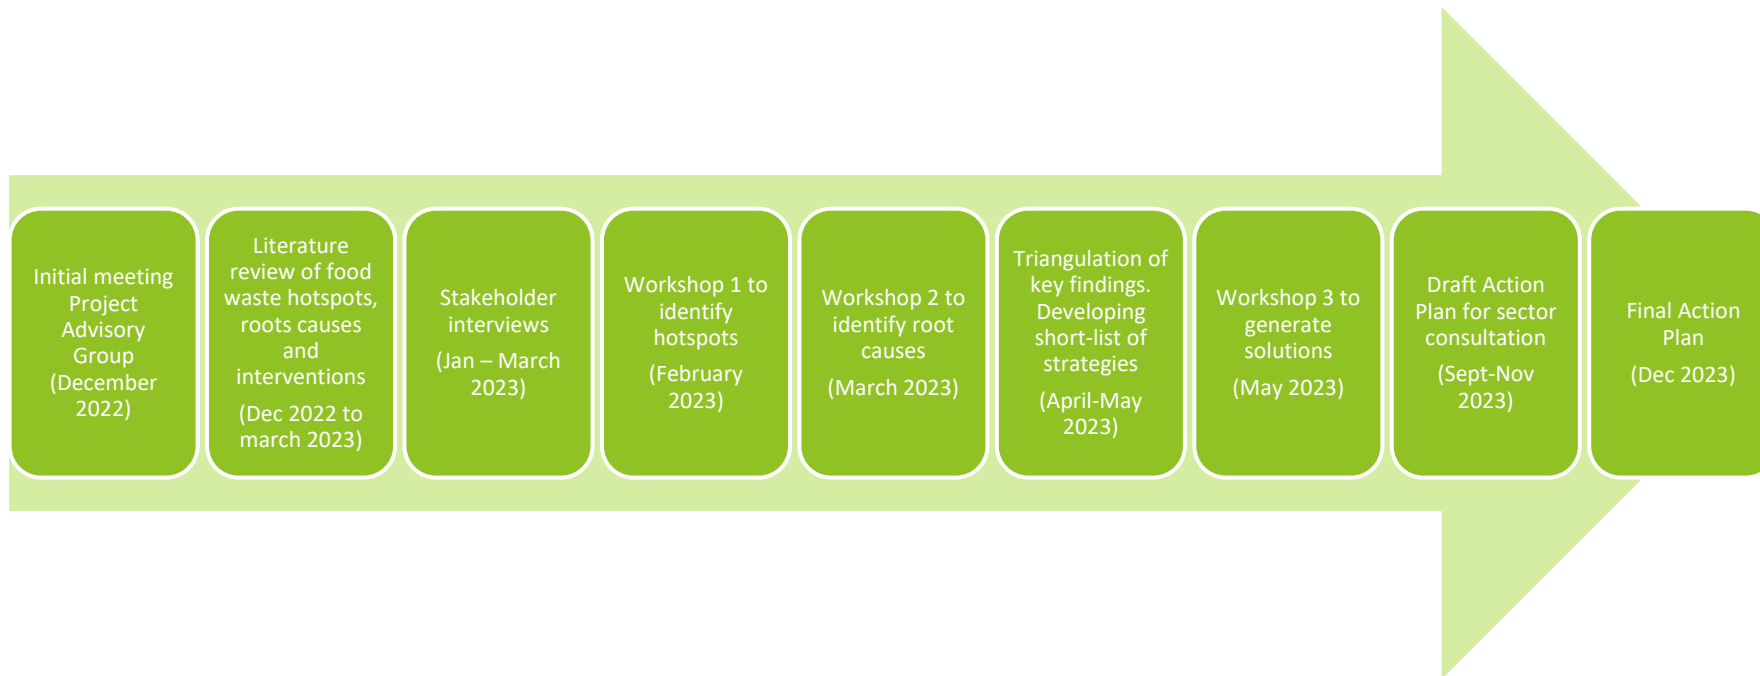 Initial meeting
Project
Advisory
Group
(December
2022)
Literature
review of food
waste hotspots,
roots causes
and
interventions
(Dec 2022 to
march 2023)
Stakeholder
interviews
(Jan – March
2023)
Workshop 1 to
identify
hotspots
(February
2023)
Workshop 2 to
identify root
causes
(March 2023)
Triangulation of
key findings.
Developing
short-list of
strategies
(April-May
2023)
Workshop 3 to
generate
solutions
(May 2023)
Draft Action
Plan for sector
consultation
(Sept-Nov
2023)
Final Action
Plan
(Dec 2023)